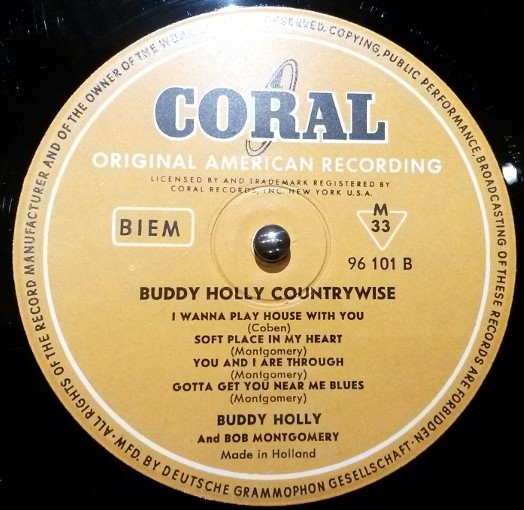 CORAL
ORIGINAL AMERICAN RECORDING
LICENSED BY AND TRADEMARK REGISTERED BY
CORAL RECORDS, INC. NEW YORK U.S.A.
BIEM
M
33
96 101 B
BUDDY HOLLY COUNTRYWISE
I WANNA PLAY HOUSE WITH YOU
(Coben)
SOFT PLACE IN MY HEART
(Montgomery)
YOU AND I ARE THROUGH
(Montgomery)
GOTTA GET YOU NEAR ME BLUES
(Montgomery)
BUDDY HOLLY
And BOB MONTGOMERY
Made in Holland
MFD. BY DEUTSCHE GRAMMOPHON GESELLSCHAFT · ALL RIGHTS OF THE RECORD MANUFACTURER AND OF THE OWNER OF THE RESERVED. COPYING, PUBLIC PERFORMANCE, BROADCASTING OF THESE RECORDS ARE FORBIDDEN